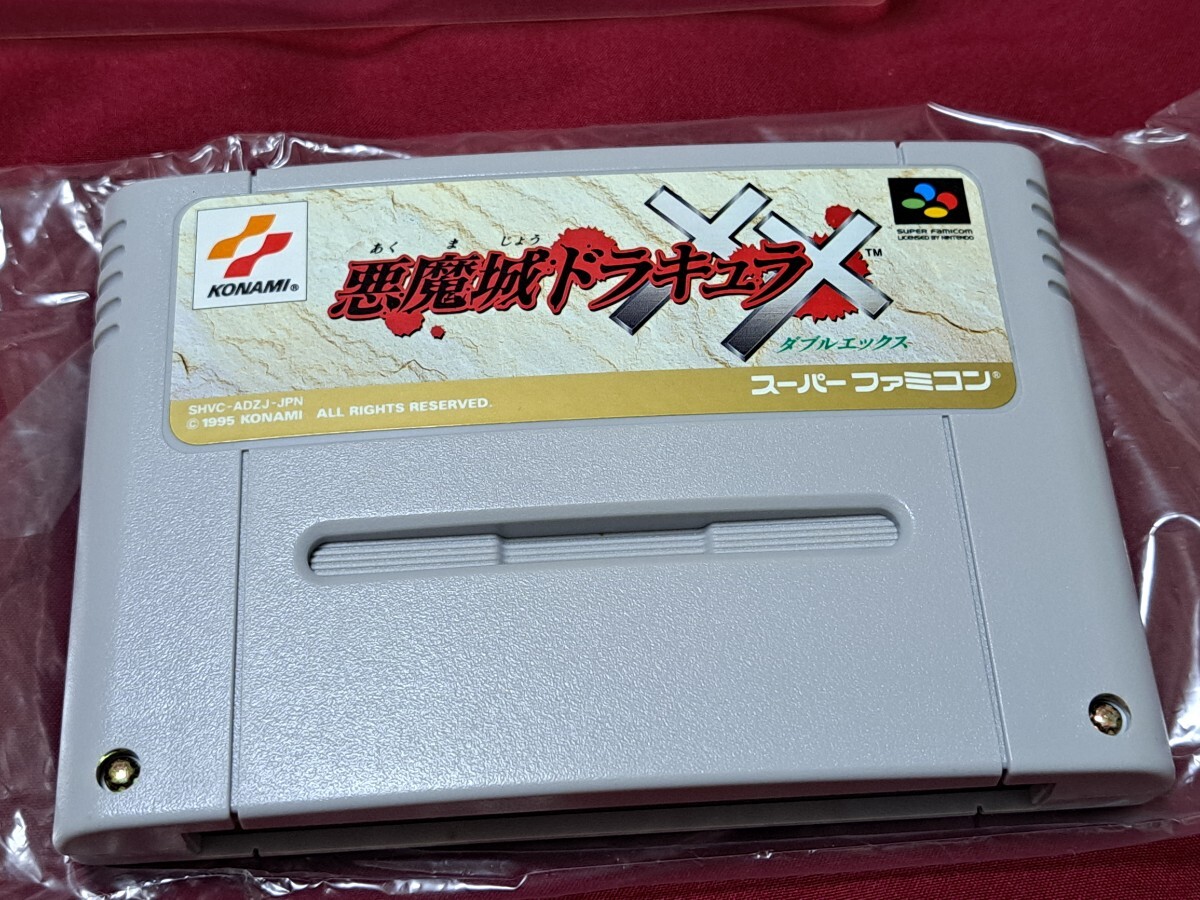 KONAMI®
あく ま じょう
悪魔城ドラキュラXX™
ダブルエックス
SUPER FAMICOM
LICENSED BY NINTENDO
スーパーファミコン®
SHVC-ADZJ-JPN
© 1995 KONAMI ALL RIGHTS RESERVED.